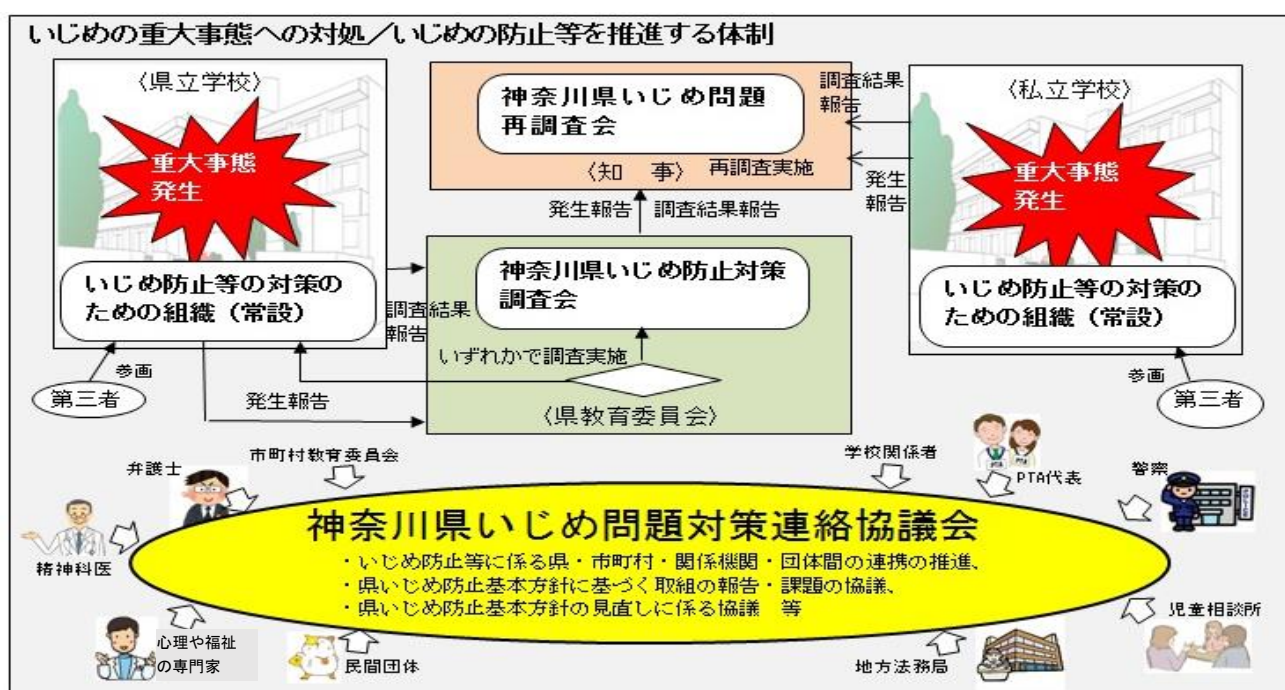 いじめの重大事態への対処／いじめの防止等を推進する体制
〈県立学校〉
重大事態
発生
いじめ防止等の対策の
ための組織（常設）
参画
第三者
発生報告
調査結果
報告
神奈川県いじめ問題
再調査会
〈知　事〉 再調査実施
発生報告
調査結果報告
神奈川県いじめ防止対策
調査会
いずれかで調査実施
〈県教育委員会〉
調査結果
報告
発生
報告
〈私立学校〉
重大事態
発生
いじめ防止等の対策の
ための組織（常設）
参画
第三者
市町村教育委員会
弁護士
精神科医
学校関係者
PTA
PTA代表
警察
神奈川県いじめ問題対策連絡協議会
・いじめ防止等に係る県・市町村・関係機関・団体間の連携の推進、
・県いじめ防止基本方針に基づく取組の報告・課題の協議、
・県いじめ防止基本方針の見直しに係る協議　等
心理や福祉
の専門家
民間団体
地方法務局
児童相談所